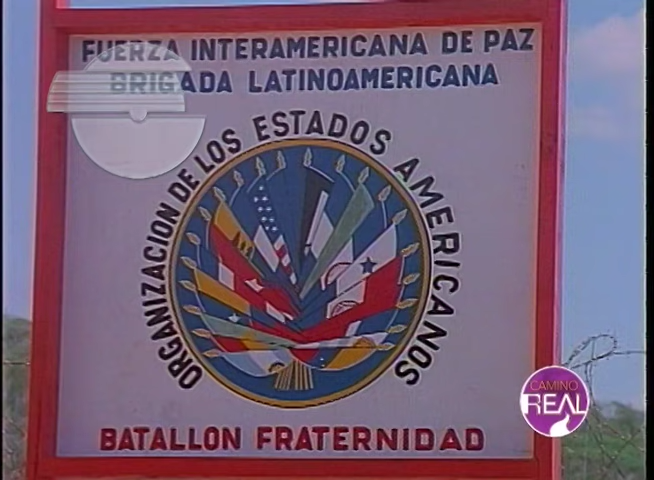 FUERZA INTERAMERICANA DE PAZ
BRIGADA LATINOAMERICANA
ORGANIZACION DE LOS ESTADOS AMERICANOS
BATALLON FRATERNIDAD
CAMINO
REAL